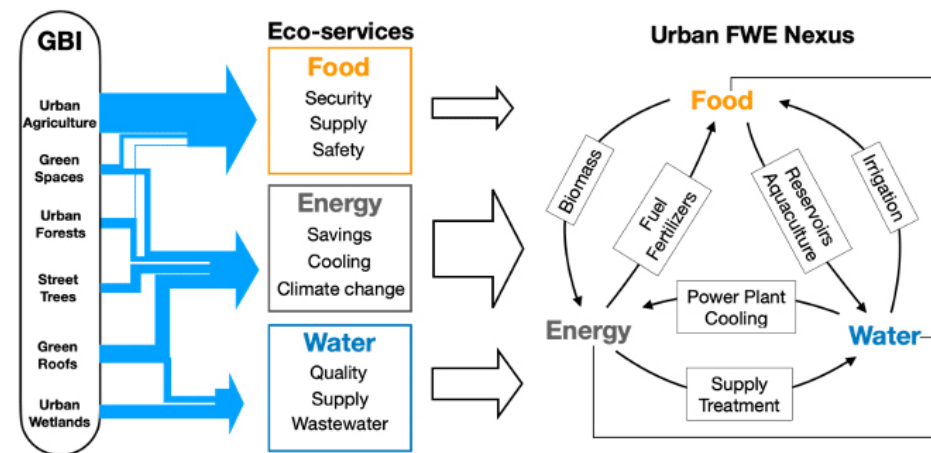 GBI
Urban
Agriculture
Green
Spaces
Urban
Forests
Street
Trees
Green
Roofs
Urban
Wetlands
Eco-services
Food
Security
Supply
Safety
Energy
Savings
Cooling
Climate change
Water
Quality
Supply
Wastewater
Urban FWE Nexus
Food
Biomass
Fuel
Fertilizers
Reservoirs
Aquaculture
Irrigation
Power Plant
Cooling
Energy
Water
Supply
Treatment